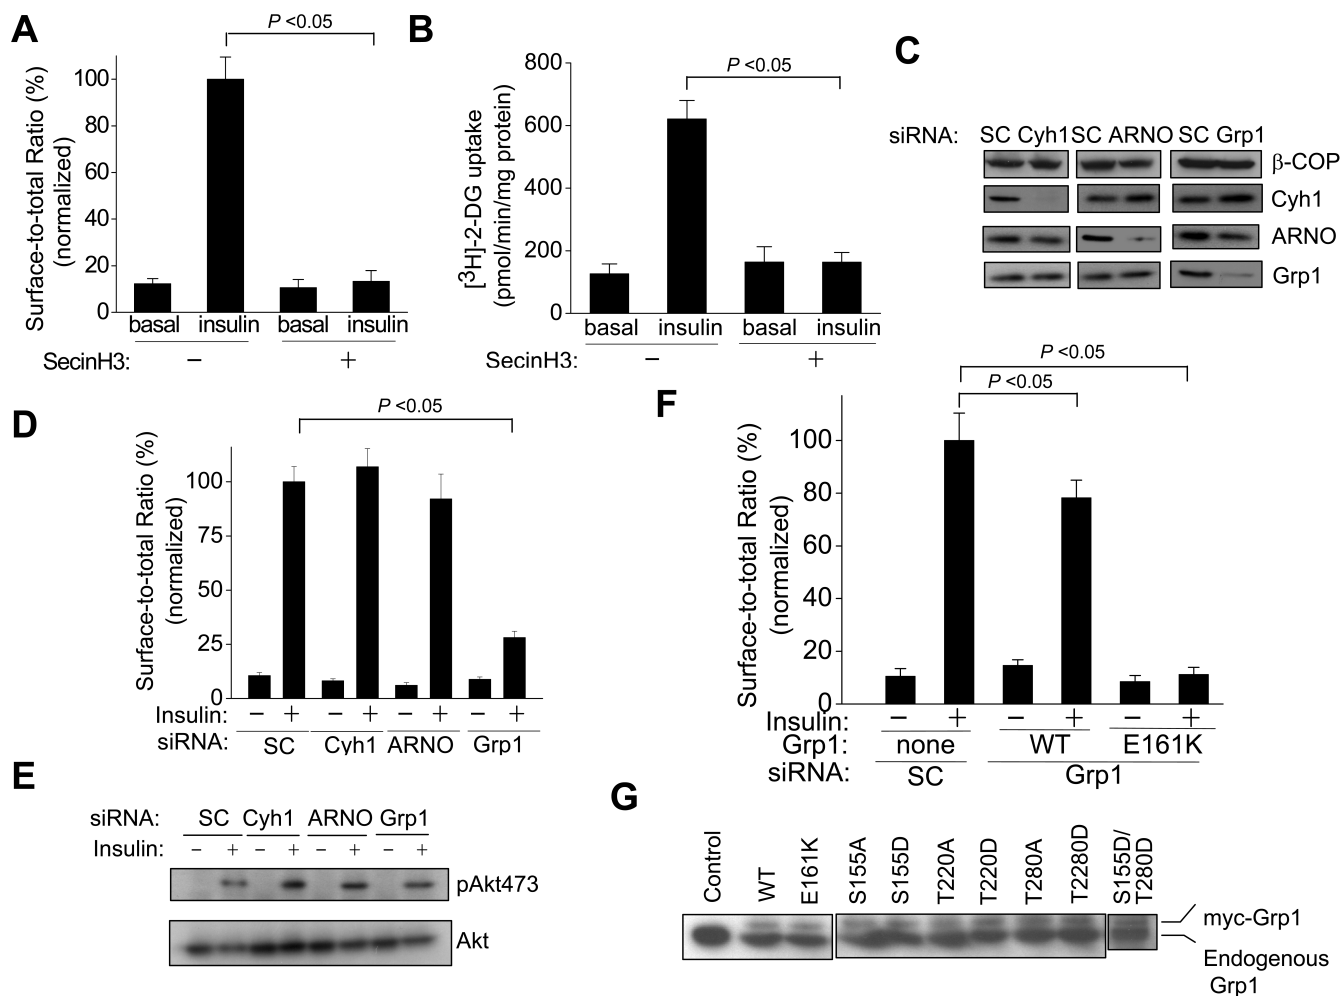 A
P <0.05
Surface-to-total Ratio (%)
(normalized)
100
80
60
40
20
0
basal insulin basal insulin
SecinH3: − +
B
P <0.05
[³H]-2-DG uptake
(pmol/min/mg protein)
800
600
400
200
0
basal insulin basal insulin
SecinH3: − +
C
siRNA: SC Cyh1 SC ARNO SC Grp1
β-COP
Cyh1
ARNO
Grp1
D
P <0.05
Surface-to-total Ratio (%)
(normalized)
100
75
50
25
0
Insulin: − + − + − + − +
siRNA: SC Cyh1 ARNO Grp1
E
siRNA: SC Cyh1 ARNO Grp1
Insulin: − + − + − + − +
pAkt473
Akt
F
P <0.05
P <0.05
Surface-to-total Ratio (%)
(normalized)
100
80
60
40
20
0
Insulin: − + − + − +
Grp1: none WT E161K
siRNA: SC Grp1
G
Control
WT
E161K
S155A
S155D
T220A
T220D
T280A
T2280D
S155D/
T280D
myc-Grp1
Endogenous
Grp1